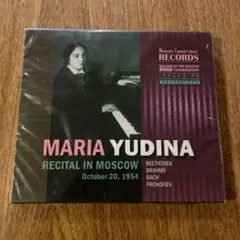 Moscow Conservatory
RECORDS
MARIA YUDINA
RECITAL IN MOSCOW
October 20, 1954
BEETHOVEN
BRAHMS
BACH
PROKOFIEV